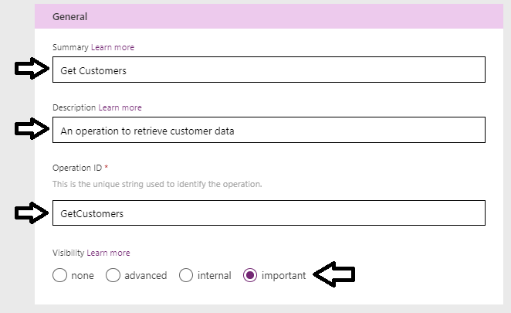 General
Summary Learn more
Get Customers
Description Learn more
An operation to retrieve customer data
Operation ID *
This is the unique string used to identify the operation.
GetCustomers
Visibility Learn more
none advanced internal important